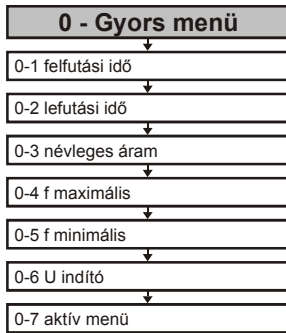 0 - Gyors menü
0-1 felfutási idő
0-2 lefutási idő
0-3 névleges áram
0-4 f maximális
0-5 f minimális
0-6 U indító
0-7 aktív menü